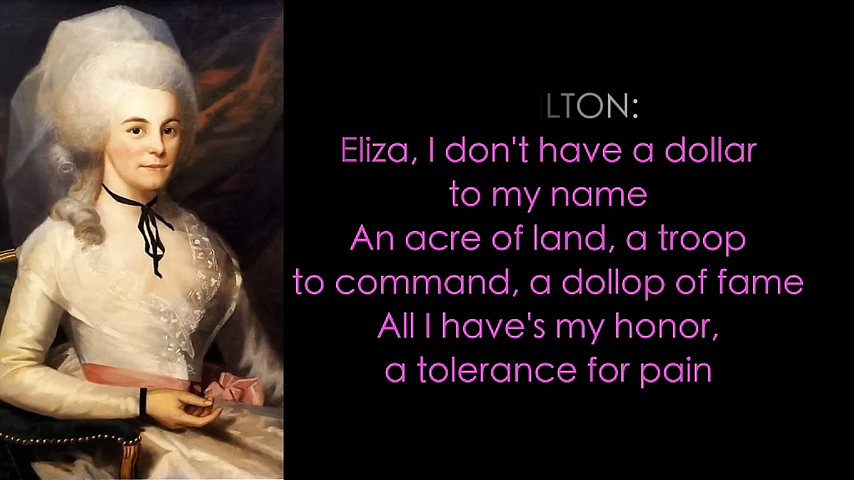 LTON:
Eliza, I don't have a dollar
to my name
An acre of land, a troop
to command, a dollop of fame
All I have's my honor,
a tolerance for pain